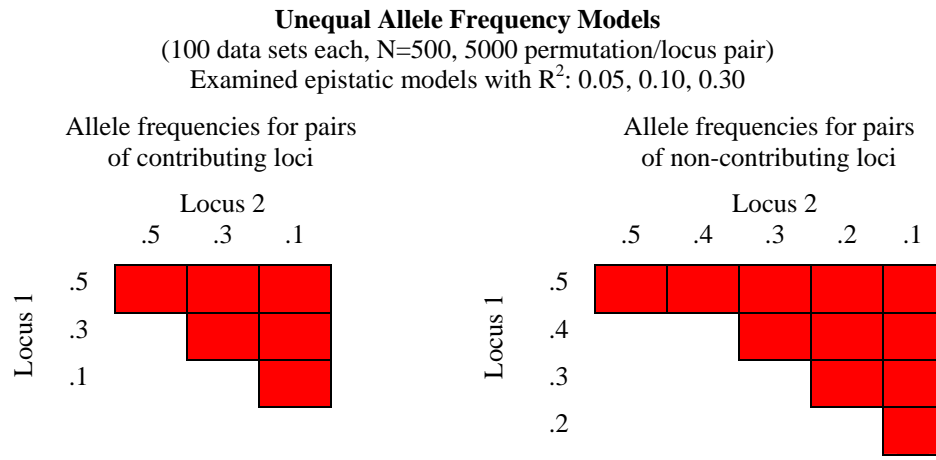 Unequal Allele Frequency Models
(100 data sets each, N=500, 5000 permutation/locus pair)
Examined epistatic models with R²: 0.05, 0.10, 0.30
Allele frequencies for pairs
of contributing loci
Locus 2
.5 .3 .1
Locus 1
.5
.3
.1
Allele frequencies for pairs
of non-contributing loci
Locus 2
.5 .4 .3 .2 .1
Locus 1
.5
.4
.3
.2